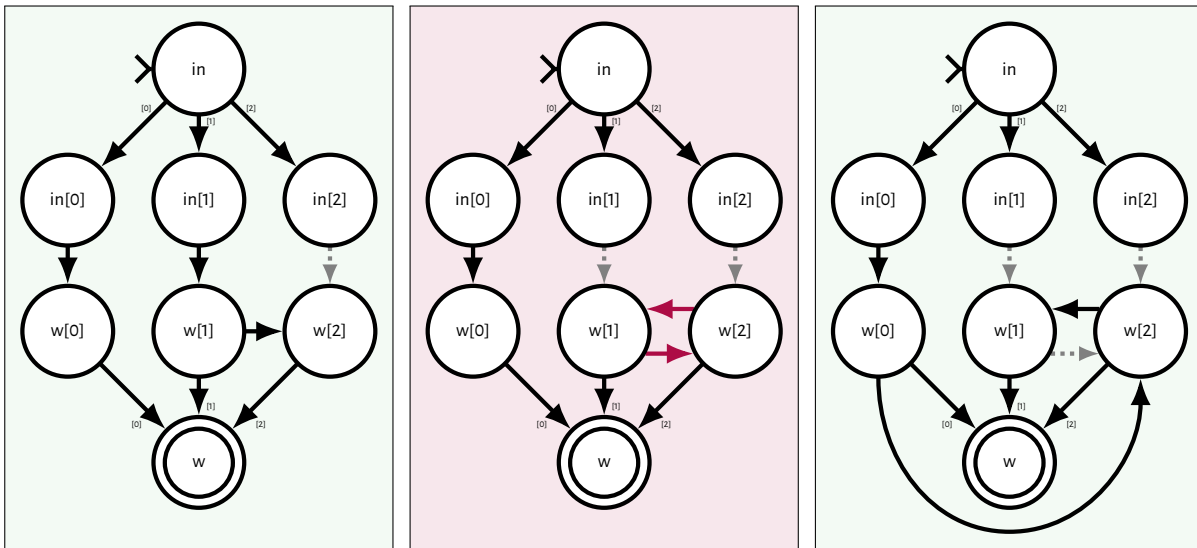 in in in
[0] [1] [2] [0] [1] [2] [0] [1] [2]
in[0] in[1] in[2] in[0] in[1] in[2] in[0] in[1] in[2]
w[0] w[1] w[2] w[0] w[1] w[2] w[0] w[1] w[2]
[0] [1] [2] [0] [1] [2] [0] [1] [2]
w w w